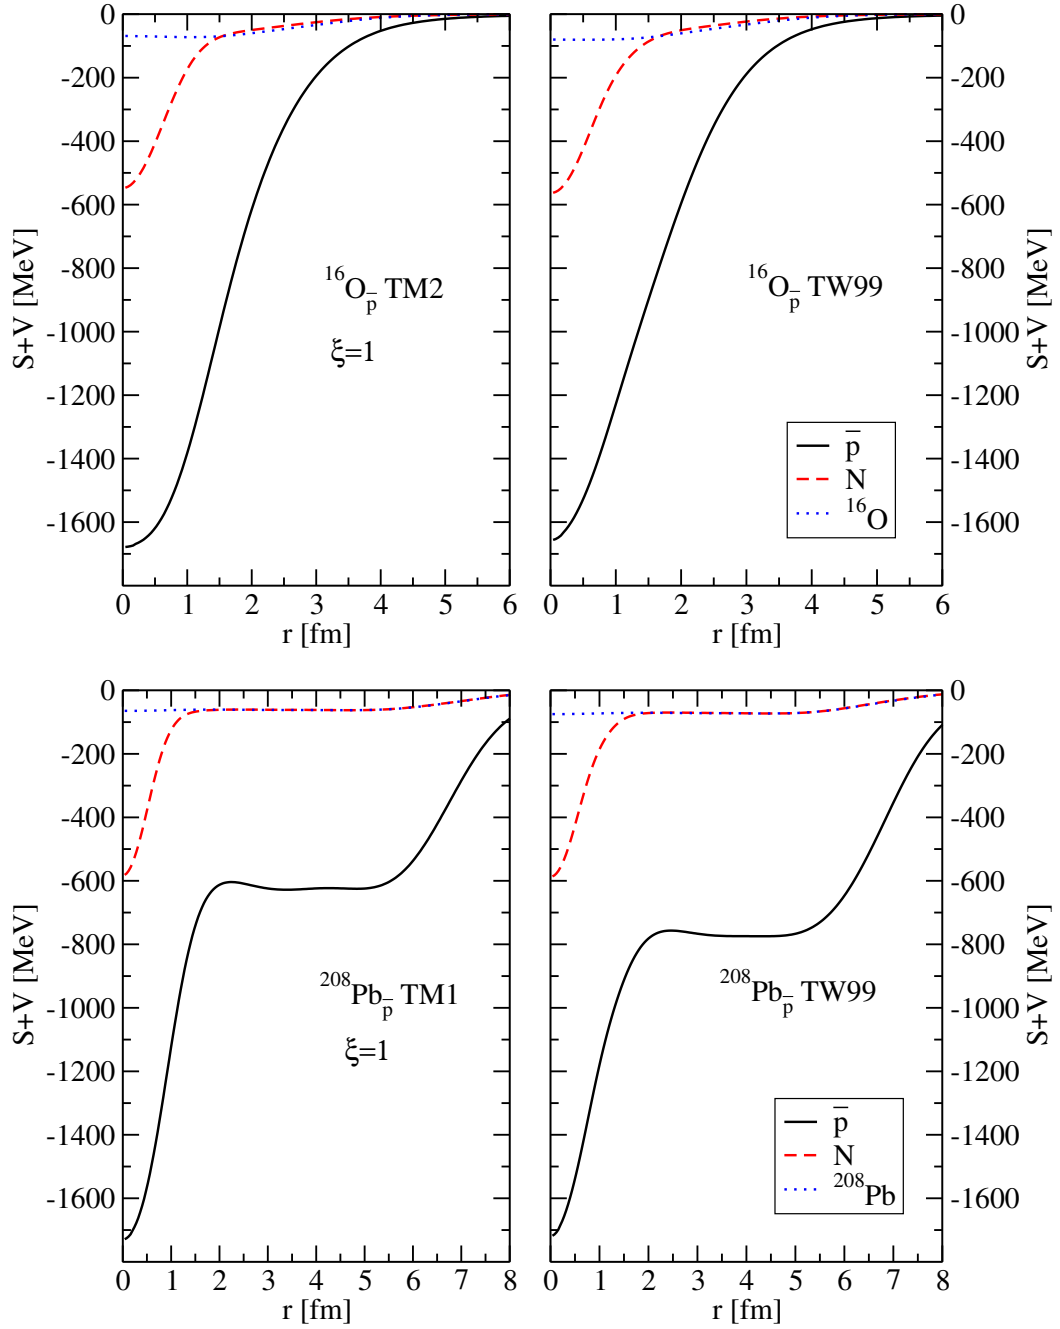 0 0
-200 -200
-400 -400
-600 -600
-800 -800
-1000 -1000
-1200 -1200
-1400 -1400
-1600 -1600
S+V [MeV]
S+V [MeV]
¹⁶O_p̅ TM2
ξ=1
¹⁶O_p̅ TW99
p̅
N
¹⁶O
0 1 2 3 4 5 6
0 1 2 3 4 5 6
r [fm]
r [fm]
0 0
-200 -200
-400 -400
-600 -600
-800 -800
-1000 -1000
-1200 -1200
-1400 -1400
-1600 -1600
S+V [MeV]
S+V [MeV]
²⁰⁸Pb_p̅ TM1
ξ=1
²⁰⁸Pb_p̅ TW99
p̅
N
²⁰⁸Pb
0 1 2 3 4 5 6 7 8
0 1 2 3 4 5 6 7 8
r [fm]
r [fm]